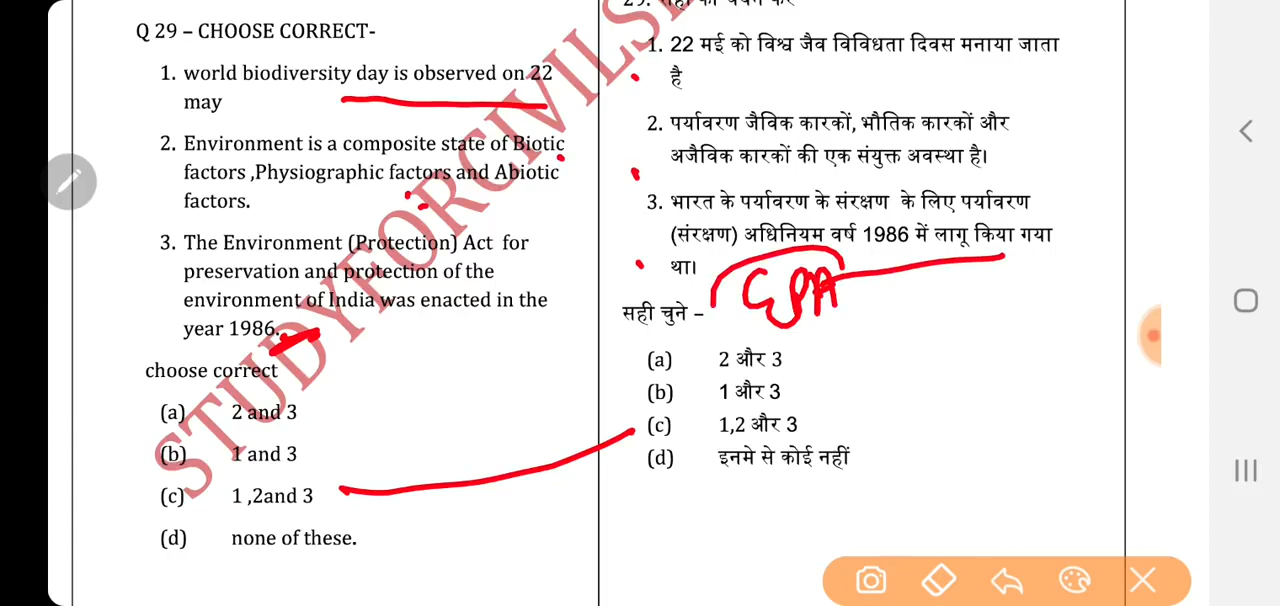 Q 29 – CHOOSE CORRECT-
1. world biodiversity day is observed on 22
may
2. Environment is a composite state of Biotic
factors ,Physiographic factors and Abiotic
factors.
3. The Environment (Protection) Act for
preservation and protection of the
environment of India was enacted in the
year 1986.
choose correct
(a) 2 and 3
(b) 1 and 3
(c) 1 ,2and 3
(d) none of these.
1. 22 मई को विश्व जैव विविधता दिवस मनाया जाता
है
2. पर्यावरण जैविक कारकों, भौतिक कारकों और
अजैविक कारकों की एक संयुक्त अवस्था है।
3. भारत के पर्यावरण के संरक्षण के लिए पर्यावरण
(संरक्षण) अधिनियम वर्ष 1986 में लागू किया गया
था।
EPA
सही चुने –
(a) 2 और 3
(b) 1 और 3
(c) 1,2 और 3
(d) इनमे से कोई नहीं
STUDYFORCIVILS